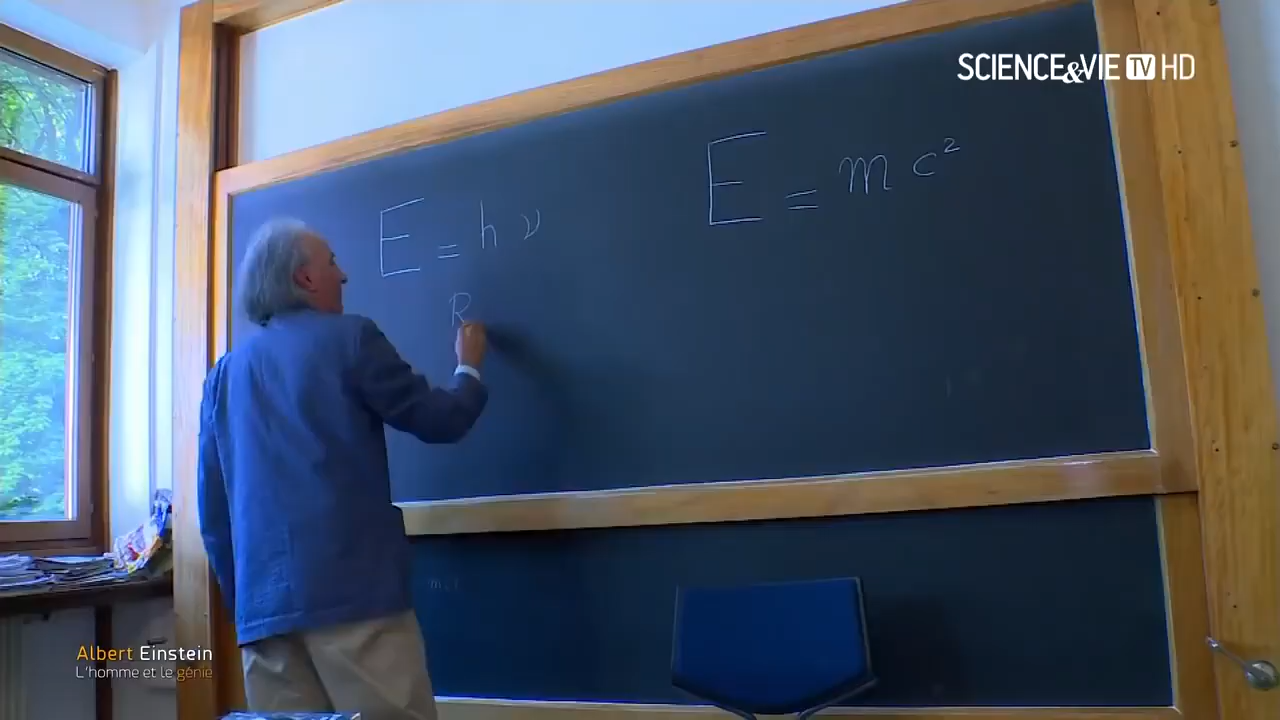 SCIENCE&VIE TV HD
E = mc²
E = hν
R
Albert Einstein
L'homme et le génie